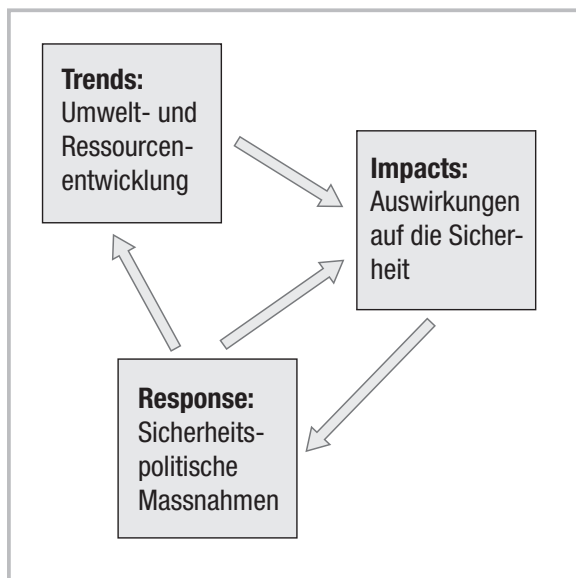 Trends:
Umwelt- und
Ressourcen-
entwicklung
Impacts:
Auswirkungen
auf die Sicher-
heit
Response:
Sicherheits-
politische
Massnahmen